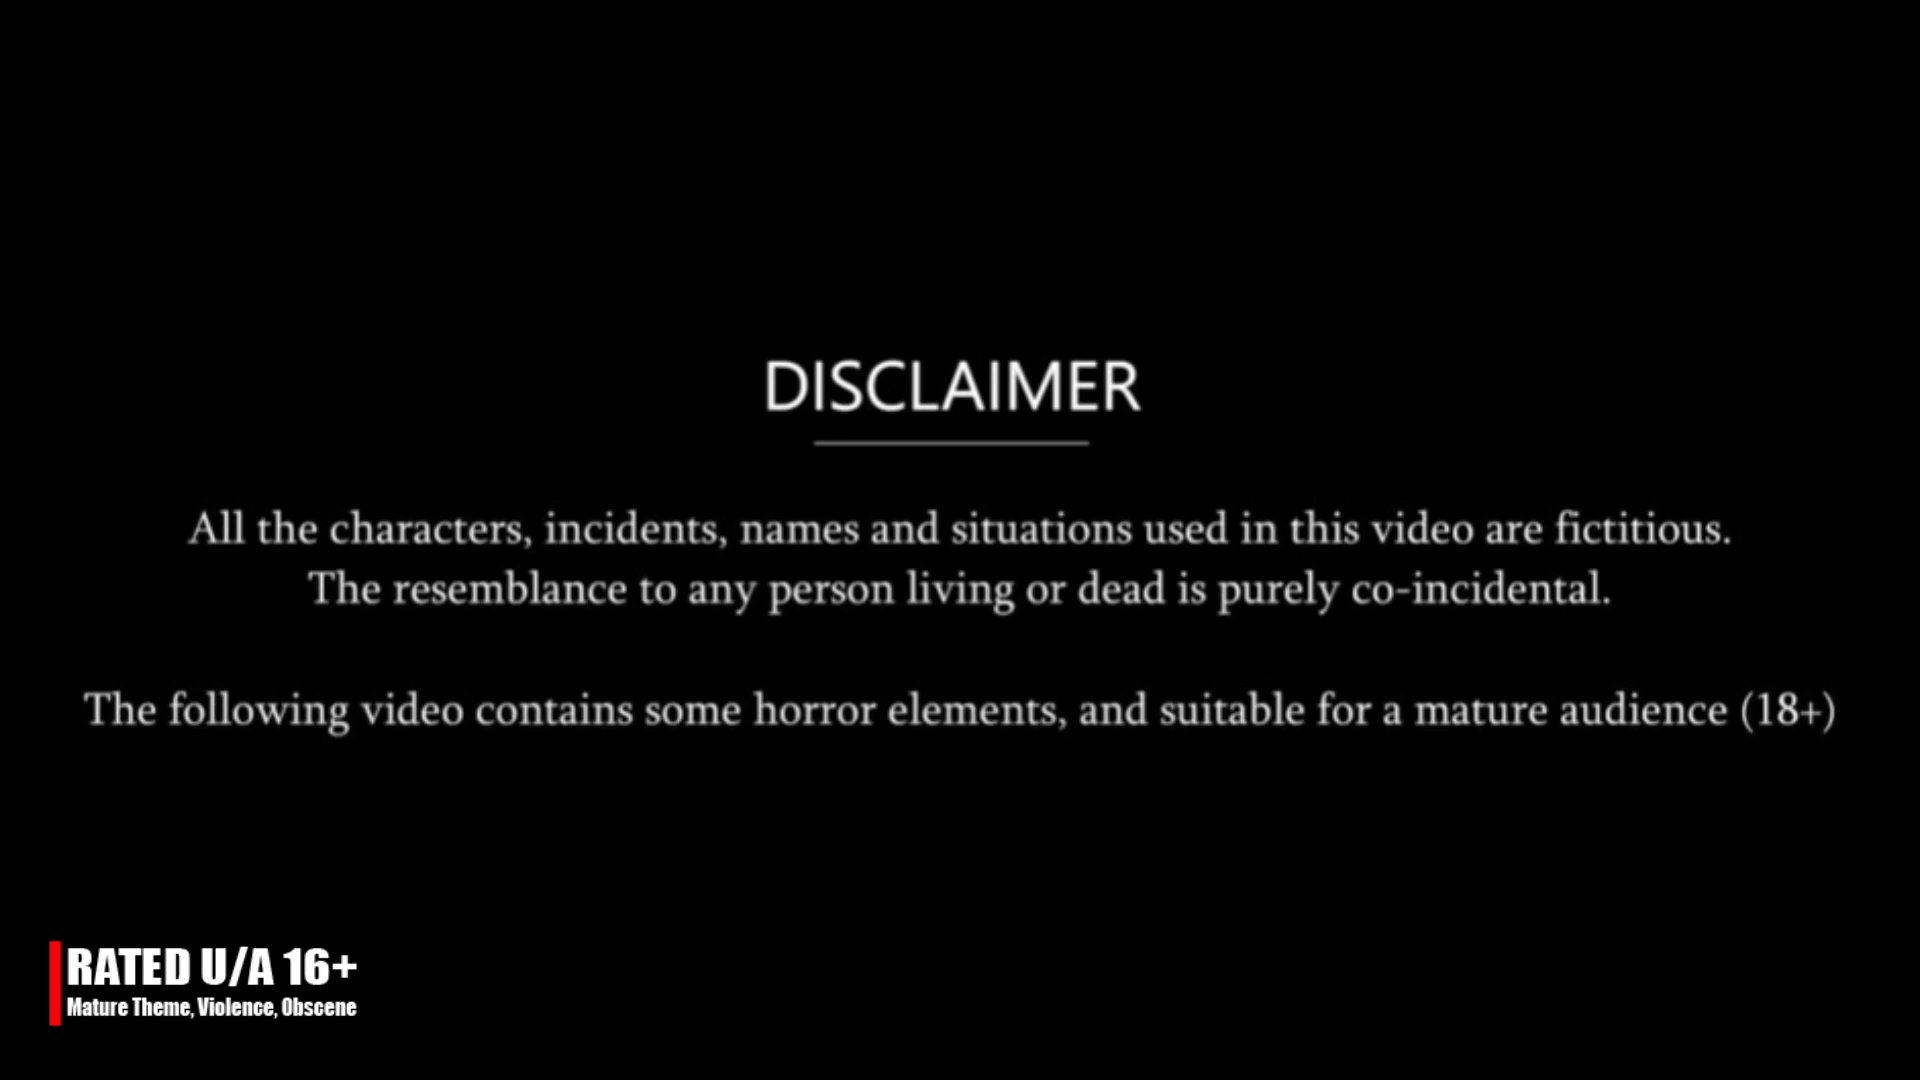 DISCLAIMER
All the characters, incidents, names and situations used in this video are fictitious.
The resemblance to any person living or dead is purely co-incidental.
The following video contains some horror elements, and suitable for a mature audience (18+)
RATED U/A 16+
Mature Theme, Violence, Obscene